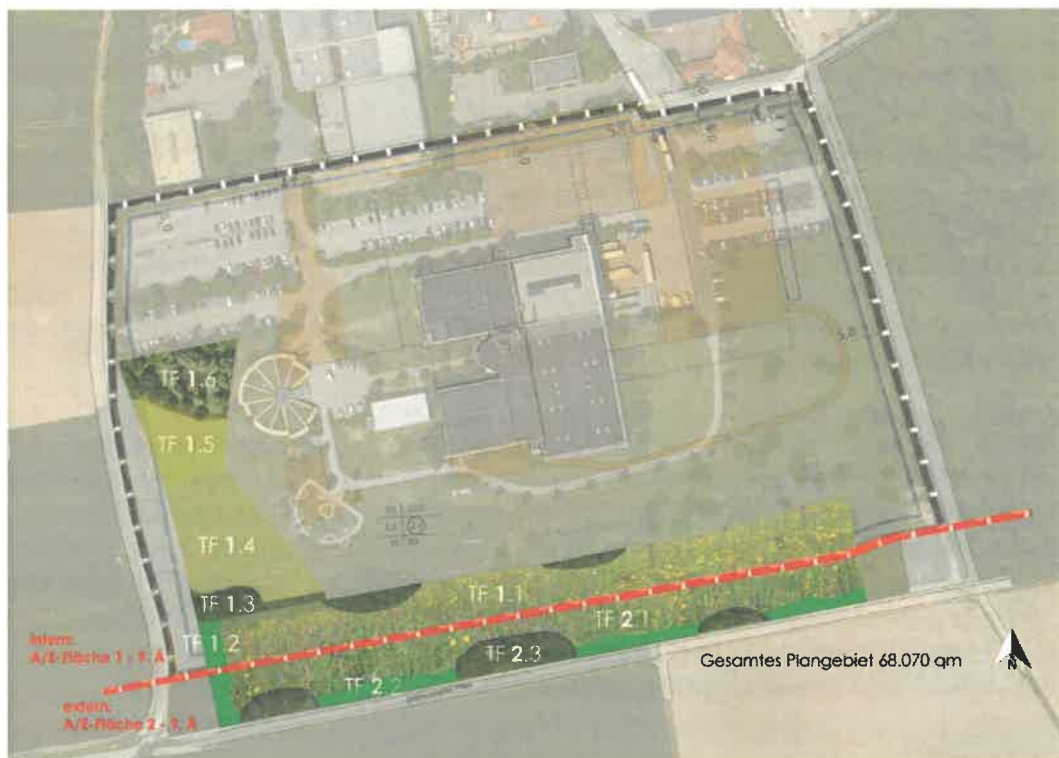 TF 1.6
TF 1.5
TF 1.4
TF 1.3
TF 1.1
TF 1.2
TF 2.1
TF 2.3
TF 2.2
intern:
A/E-Fläche 1 - 9. Ä
extern:
A/E-Fläche 2 - 9. Ä
Gesamtes Plangebiet 68.070 qm
N